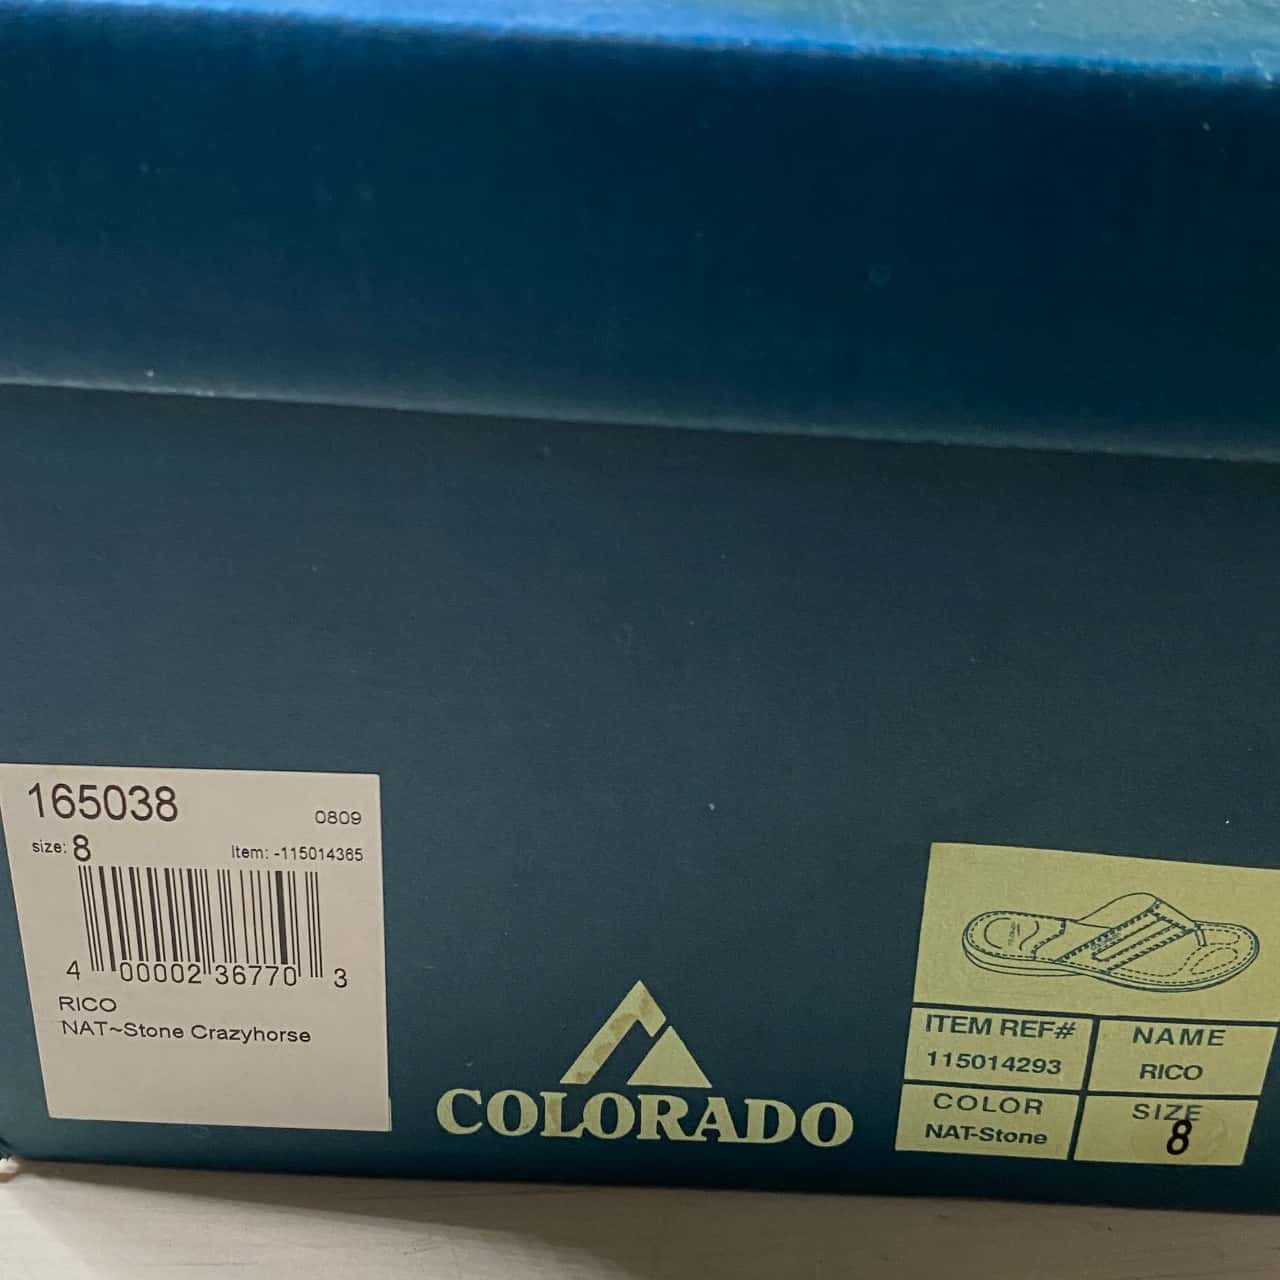 165038
0809
size: 8
Item: -115014365
4 00002 36770 3
RICO
NAT~Stone Crazyhorse
COLORADO
ITEM REF#
115014293
NAME
RICO
COLOR
NAT-Stone
SIZE
8